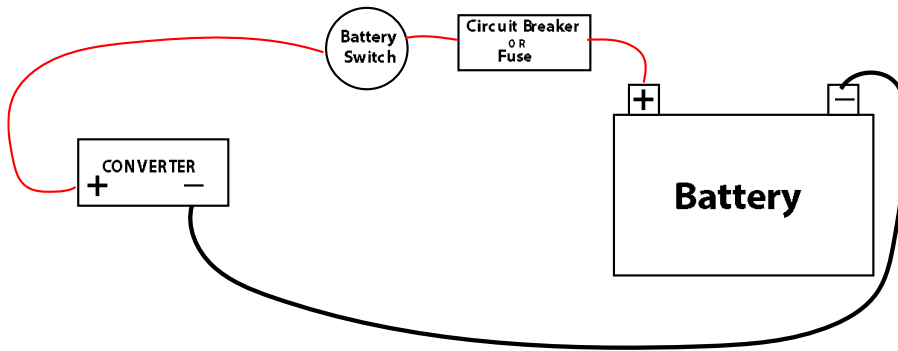 Battery
Switch
Circuit Breaker
OR
Fuse
+
−
CONVERTER
+ −
Battery